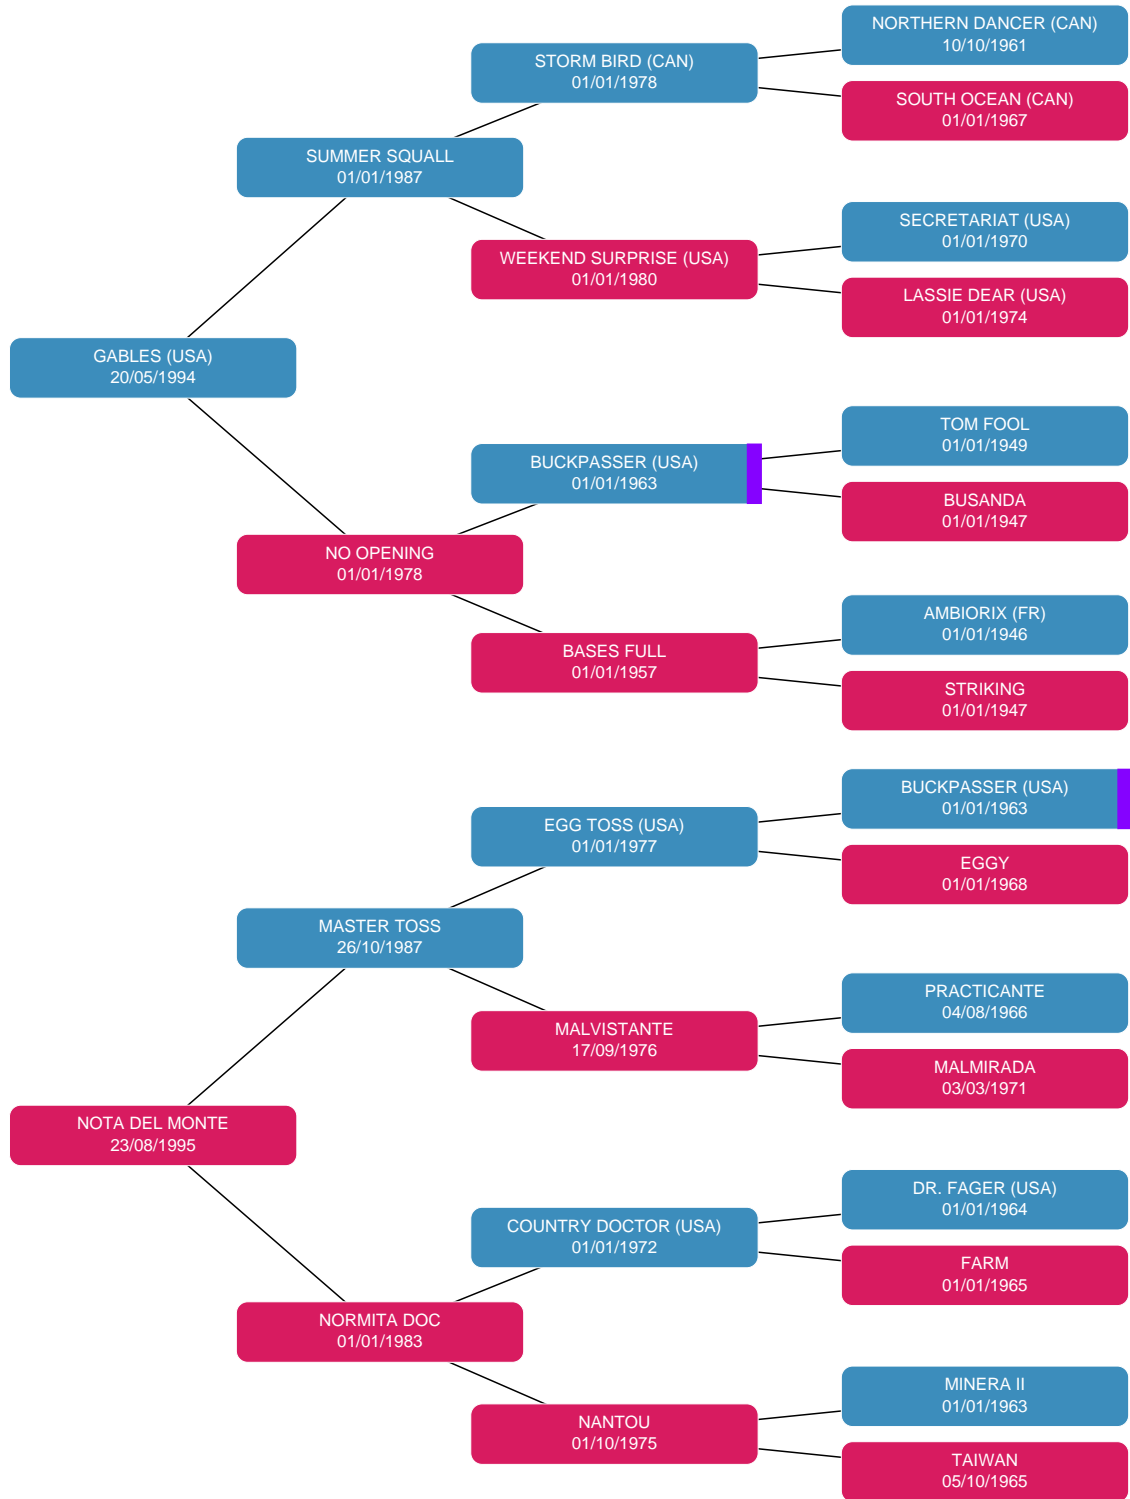 NORTHERN DANCER (CAN)
10/10/1961
STORM BIRD (CAN)
01/01/1978
SOUTH OCEAN (CAN)
01/01/1967
SUMMER SQUALL
01/01/1987
SECRETARIAT (USA)
01/01/1970
WEEKEND SURPRISE (USA)
01/01/1980
LASSIE DEAR (USA)
01/01/1974
GABLES (USA)
20/05/1994
TOM FOOL
01/01/1949
BUCKPASSER (USA)
01/01/1963
BUSANDA
01/01/1947
NO OPENING
01/01/1978
AMBIORIX (FR)
01/01/1946
BASES FULL
01/01/1957
STRIKING
01/01/1947
BUCKPASSER (USA)
01/01/1963
EGG TOSS (USA)
01/01/1977
EGGY
01/01/1968
MASTER TOSS
26/10/1987
PRACTICANTE
04/08/1966
MALVISTANTE
17/09/1976
MALMIRADA
03/03/1971
NOTA DEL MONTE
23/08/1995
DR. FAGER (USA)
01/01/1964
COUNTRY DOCTOR (USA)
01/01/1972
FARM
01/01/1965
NORMITA DOC
01/01/1983
MINERA II
01/01/1963
NANTOU
01/10/1975
TAIWAN
05/10/1965